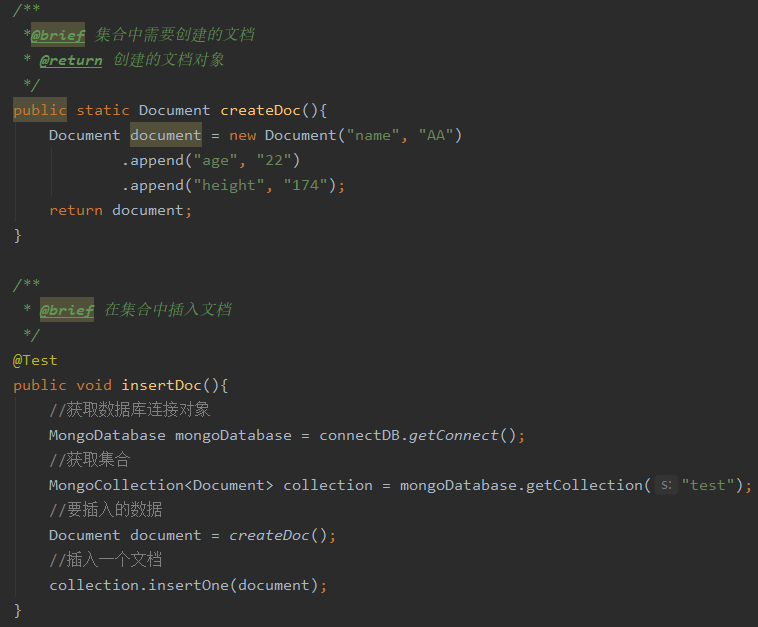 /**
 *@brief 集合中需要创建的文档
 * @return 创建的文档对象
 */
public static Document createDoc(){
    Document document = new Document("name", "AA")
            .append("age", "22")
            .append("height", "174");
    return document;
}

/**
 * @brief 在集合中插入文档
 */
@Test
public void insertDoc(){
    //获取数据库连接对象
    MongoDatabase mongoDatabase = connectDB.getConnect();
    //获取集合
    MongoCollection<Document> collection = mongoDatabase.getCollection( s: "test");
    //要插入的数据
    Document document = createDoc();
    //插入一个文档
    collection.insertOne(document);
}